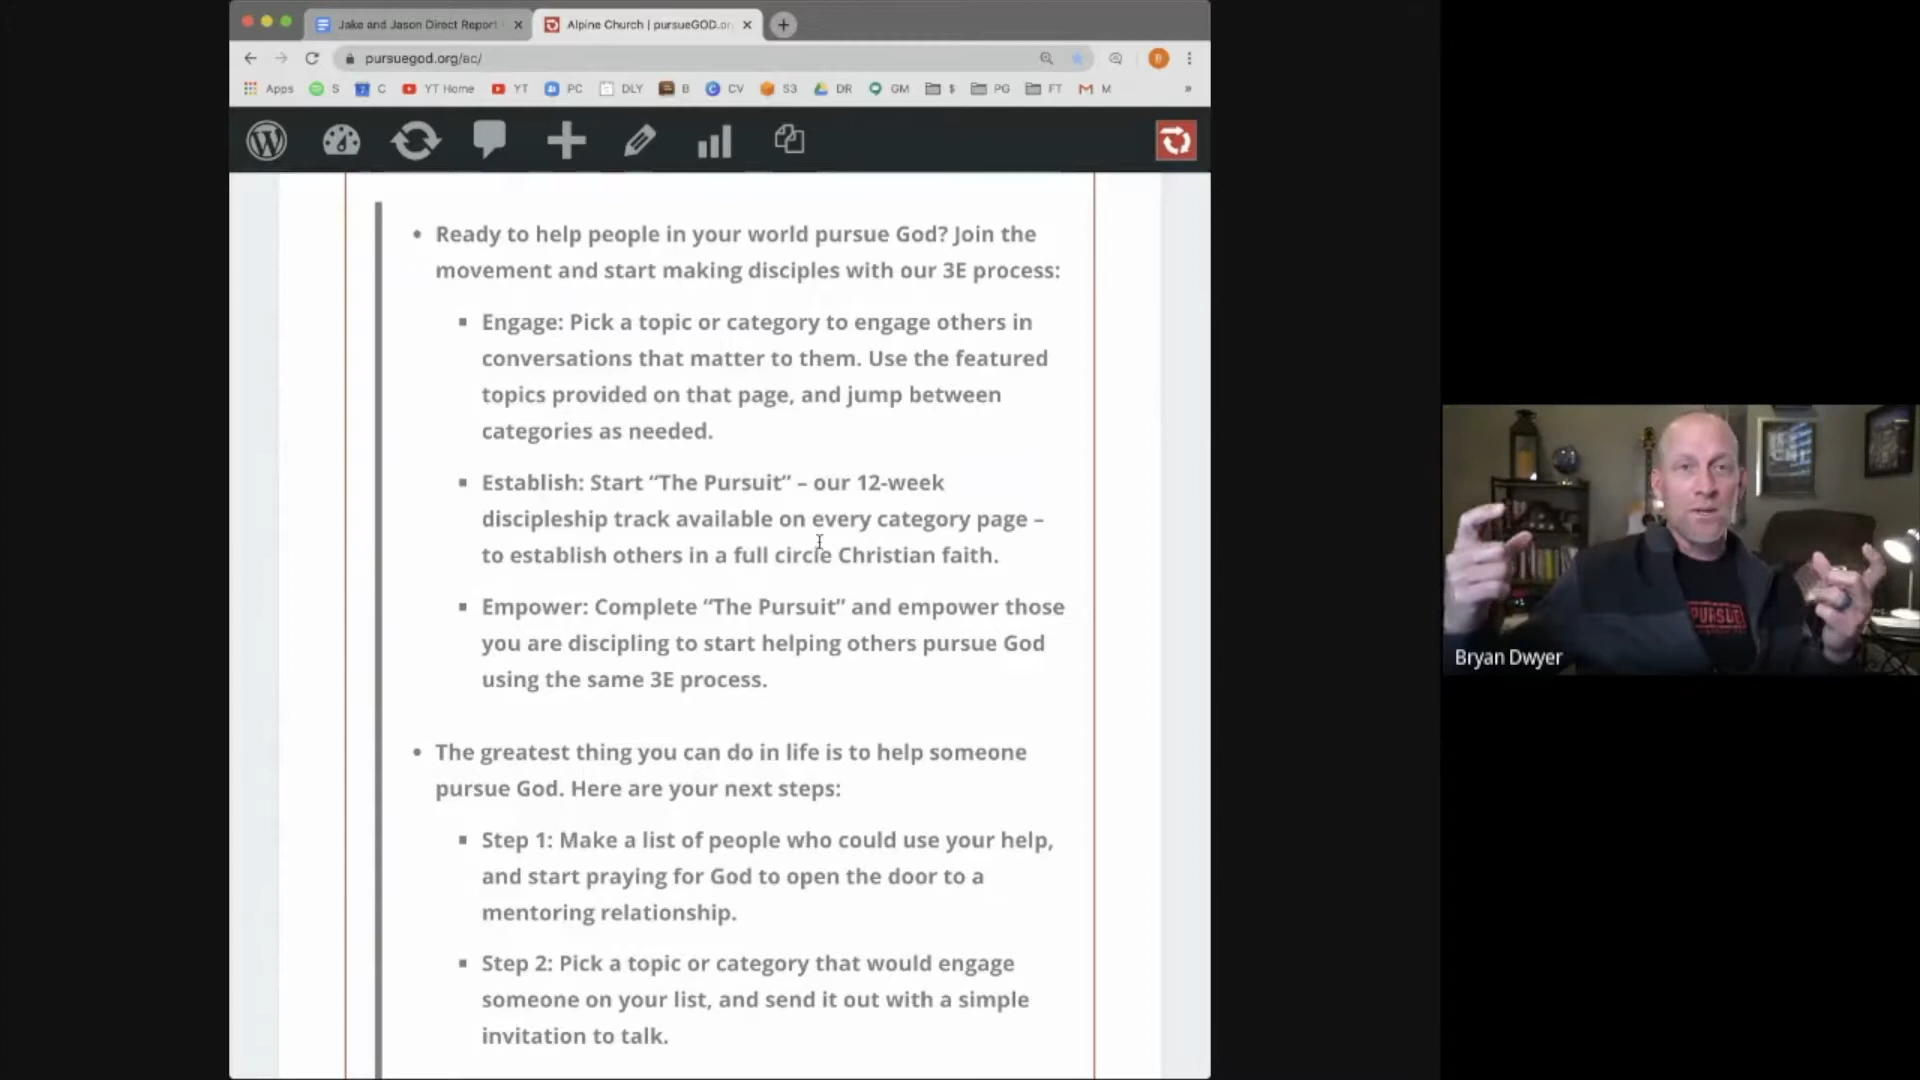 Jake and Jason Direct Report
Alpine Church | pursueGOD.or
pursuegod.org/ac/
Apps S C YT Home YT PC DLY B CV S3 DR GM $ PG FT M »
Ready to help people in your world pursue God? Join the
movement and start making disciples with our 3E process:
Engage: Pick a topic or category to engage others in
conversations that matter to them. Use the featured
topics provided on that page, and jump between
categories as needed.
Establish: Start “The Pursuit” – our 12-week
discipleship track available on every category page –
to establish others in a full circle Christian faith.
Empower: Complete “The Pursuit” and empower those
you are discipling to start helping others pursue God
using the same 3E process.
The greatest thing you can do in life is to help someone
pursue God. Here are your next steps:
Step 1: Make a list of people who could use your help,
and start praying for God to open the door to a
mentoring relationship.
Step 2: Pick a topic or category that would engage
someone on your list, and send it out with a simple
invitation to talk.
PURSUE
Bryan Dwyer